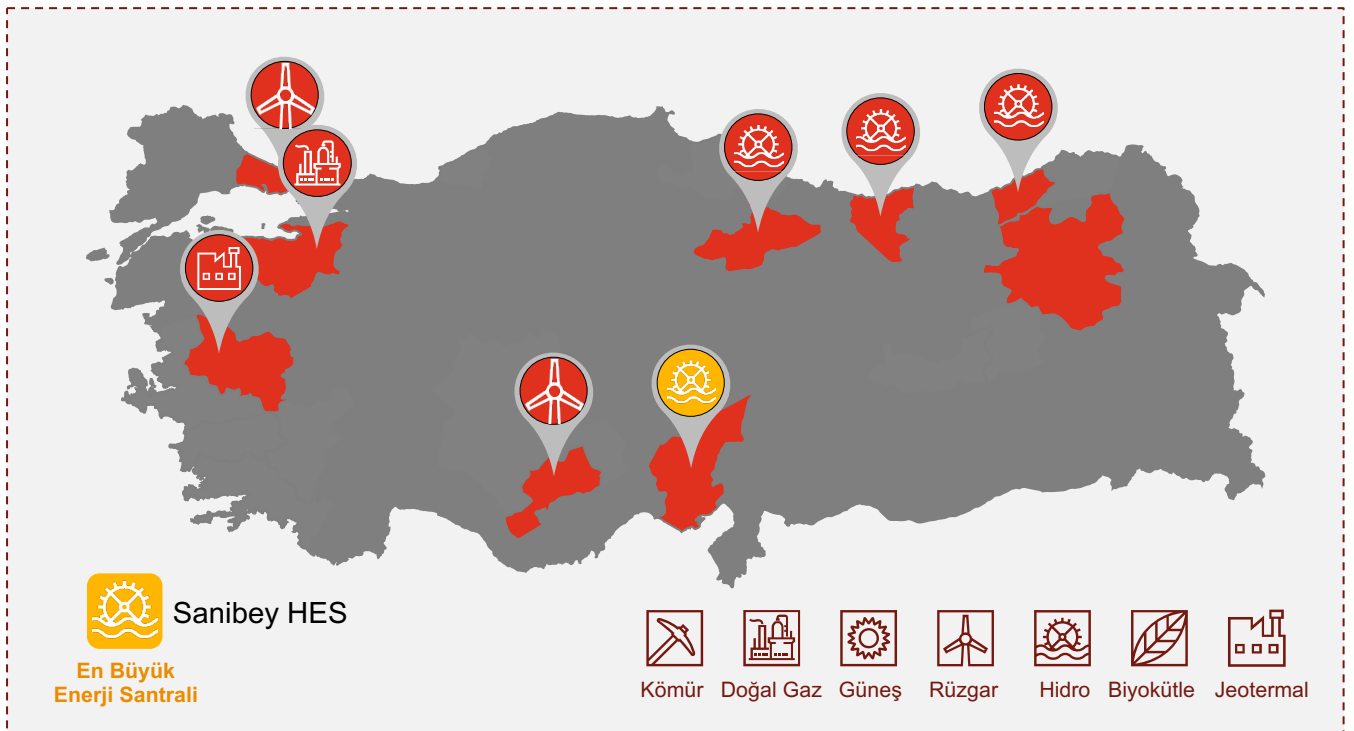 Sanibey HES
En Büyük
Enerji Santrali
Kömür
Doğal Gaz
Güneş
Rüzgar
Hidro
Biyokütle
Jeotermal